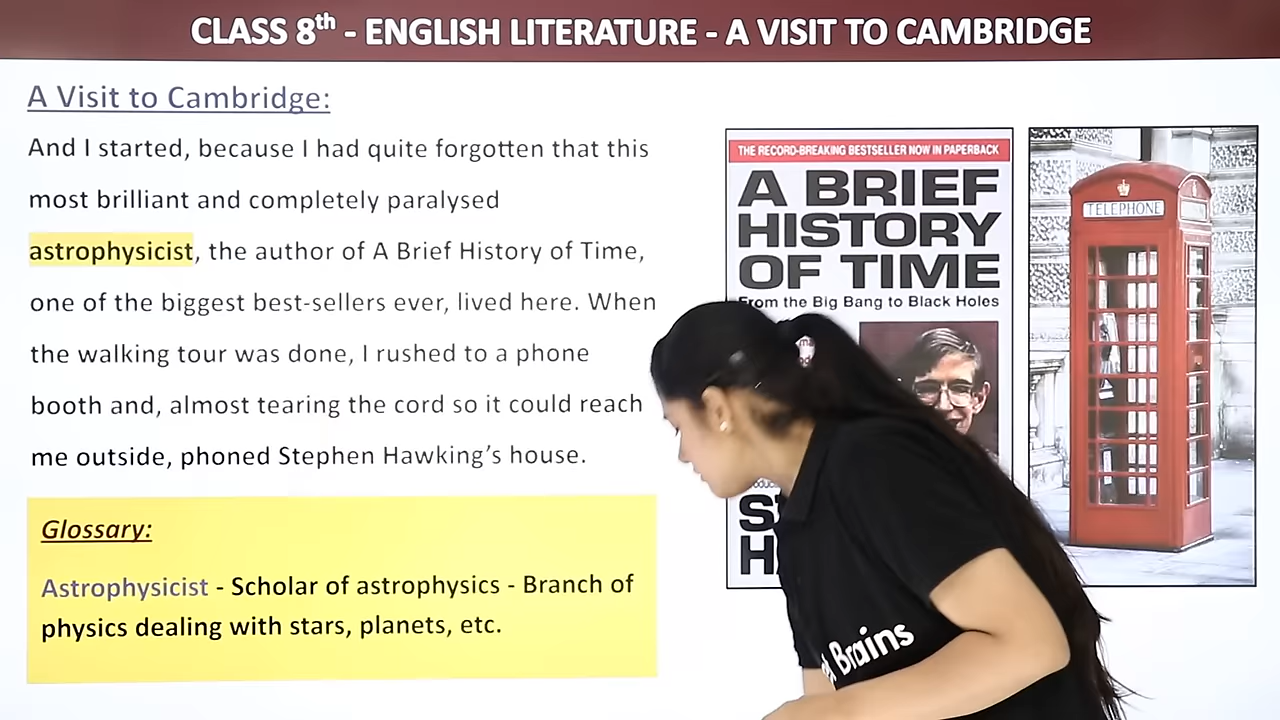 CLASS 8th - ENGLISH LITERATURE - A VISIT TO CAMBRIDGE
A Visit to Cambridge:
And I started, because I had quite forgotten that this
most brilliant and completely paralysed
astrophysicist, the author of A Brief History of Time,
one of the biggest best-sellers ever, lived here. When
the walking tour was done, I rushed to a phone
booth and, almost tearing the cord so it could reach
me outside, phoned Stephen Hawking’s house.
Glossary:
Astrophysicist - Scholar of astrophysics - Branch of
physics dealing with stars, planets, etc.
THE RECORD-BREAKING BESTSELLER NOW IN PAPERBACK
A BRIEF
HISTORY
OF TIME
From the Big Bang to Black Holes
TELEPHONE
Brains